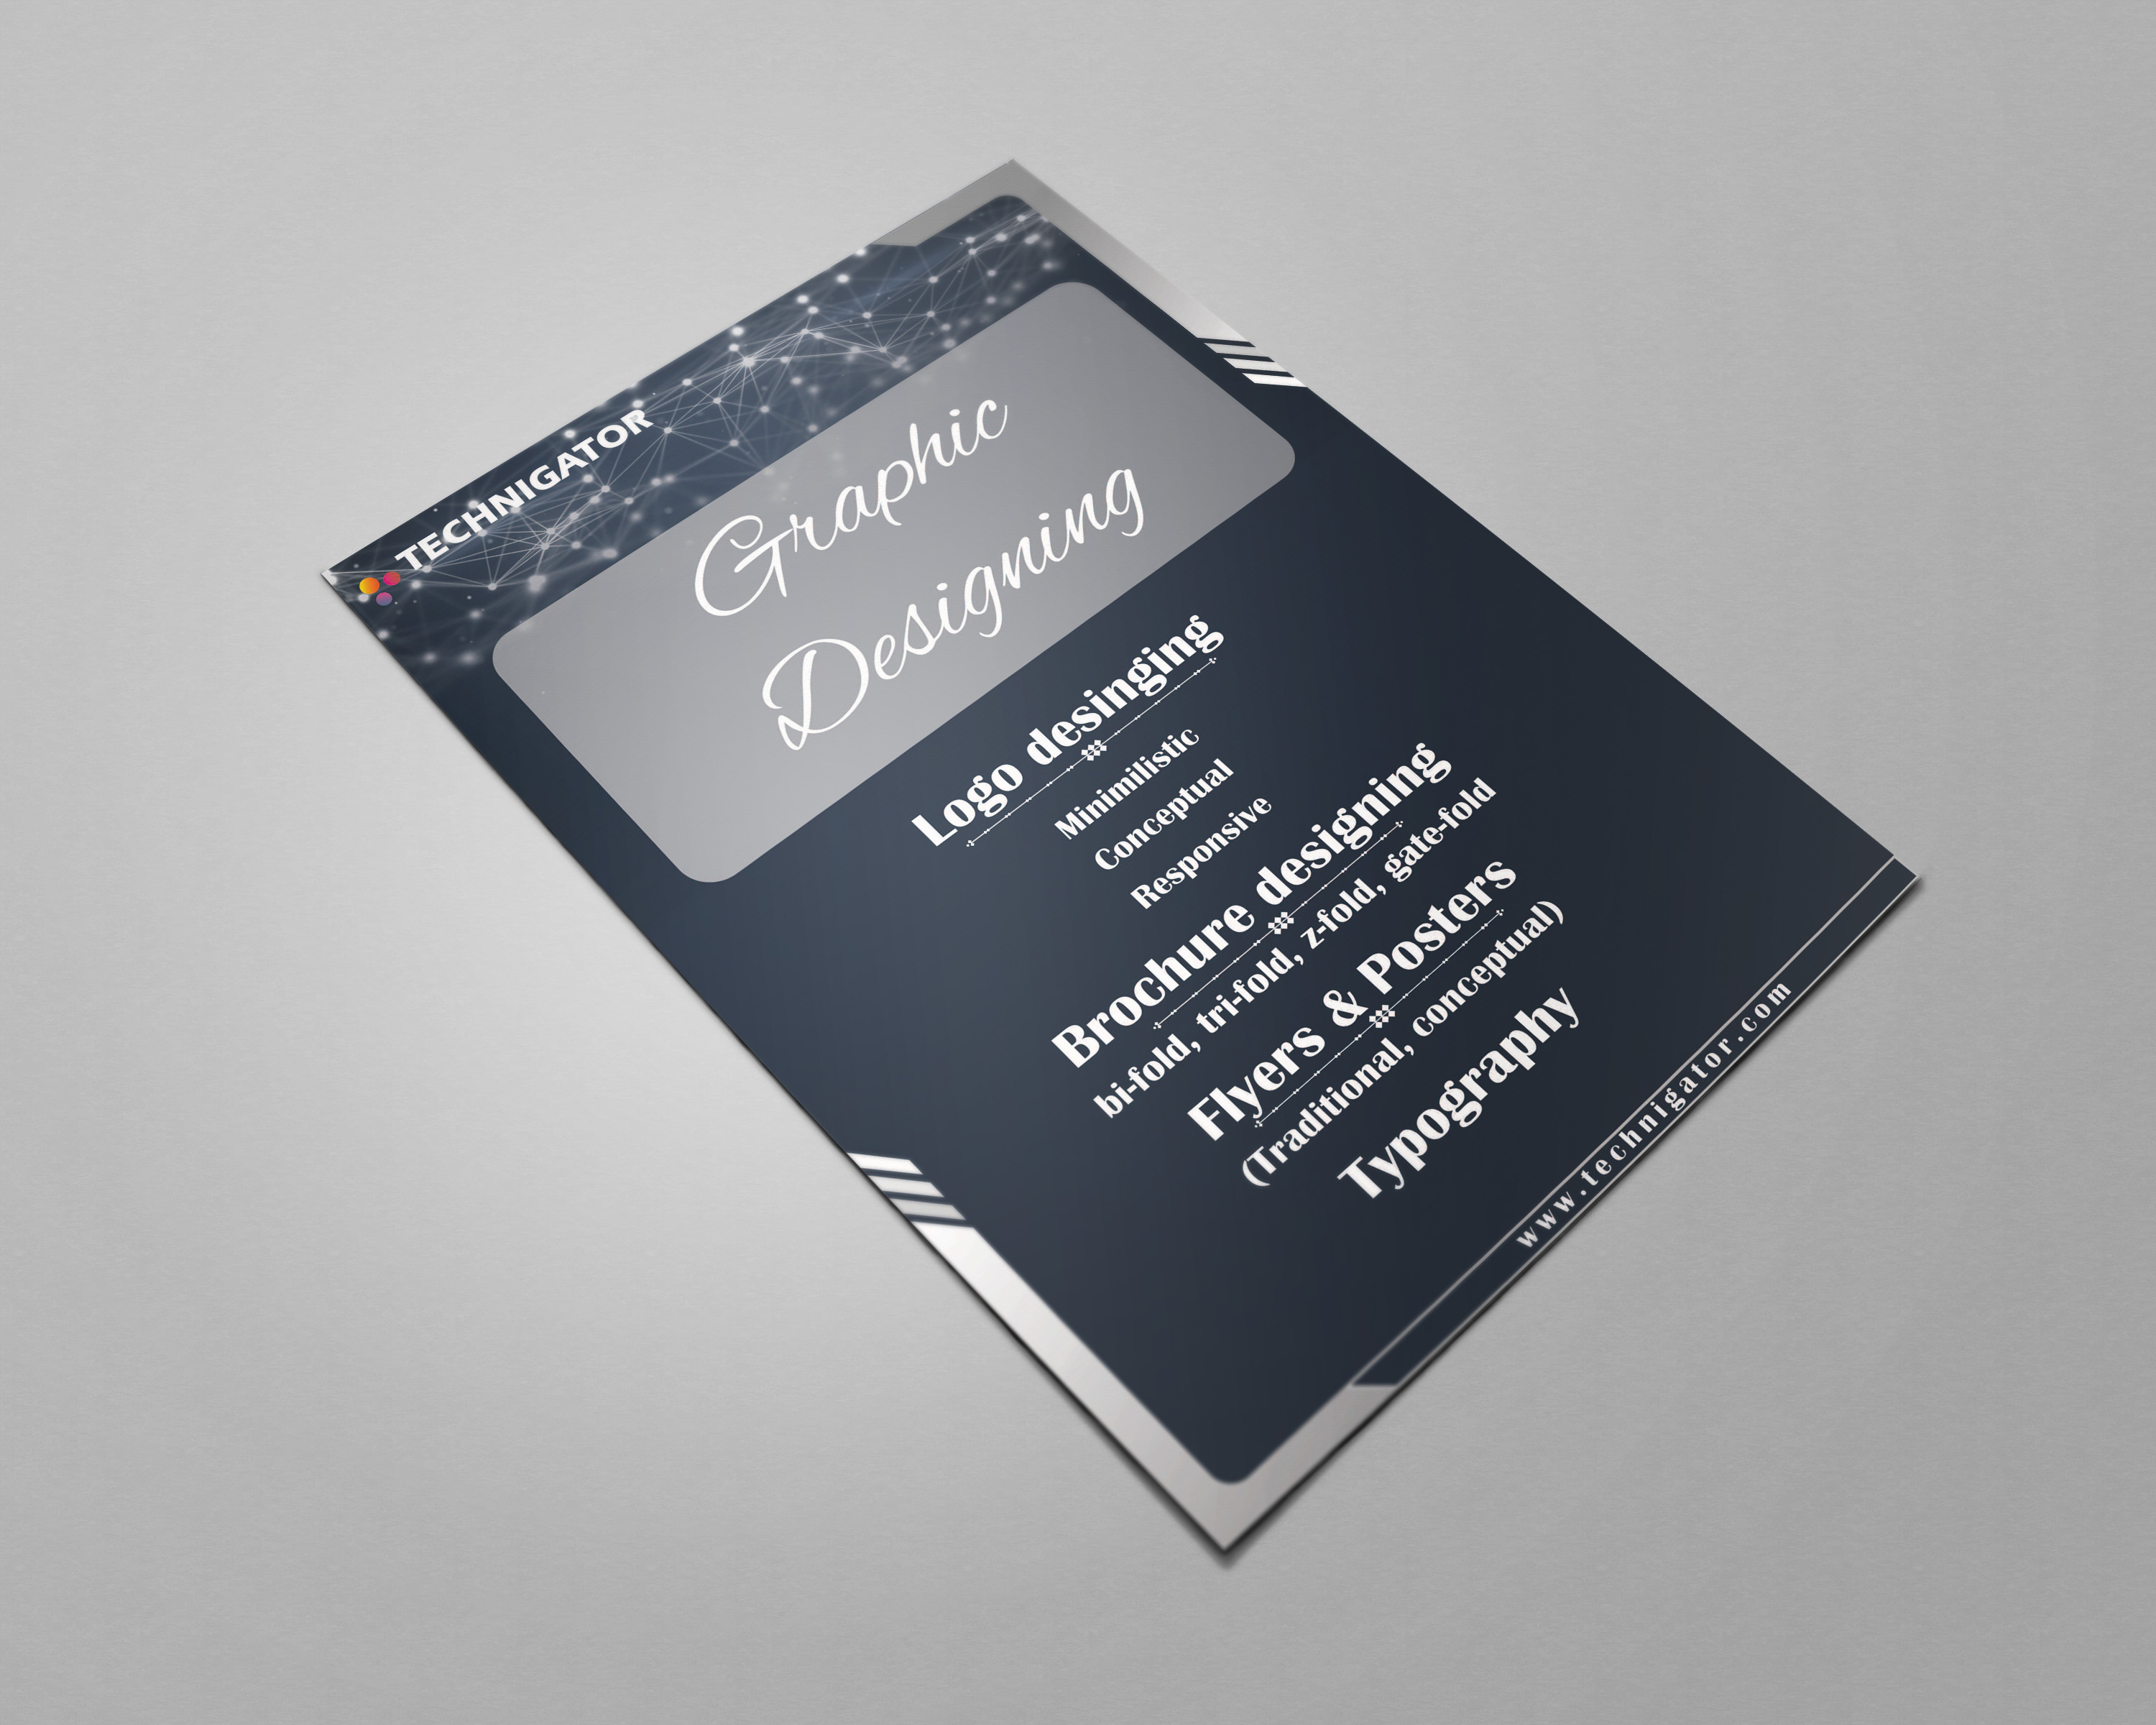 TECHNIGATOR
Graphic
Designing
Logo desinging
Minimilistic
Conceptual
Responsive
Brochure designing
bi-fold, tri-fold, z-fold, gate-fold
Flyers & Posters
(Traditional, conceptual)
Typography
www.technigator.com